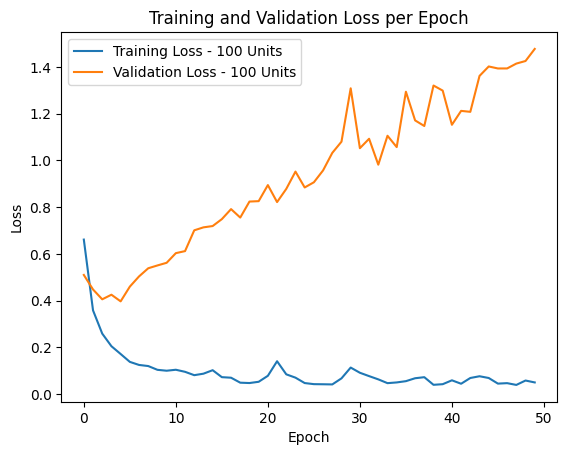 Training and Validation Loss per Epoch
Training Loss - 100 Units
Validation Loss - 100 Units
1.4
1.2
1.0
0.8
0.6
0.4
0.2
0.0
Loss
0 10 20 30 40 50
Epoch